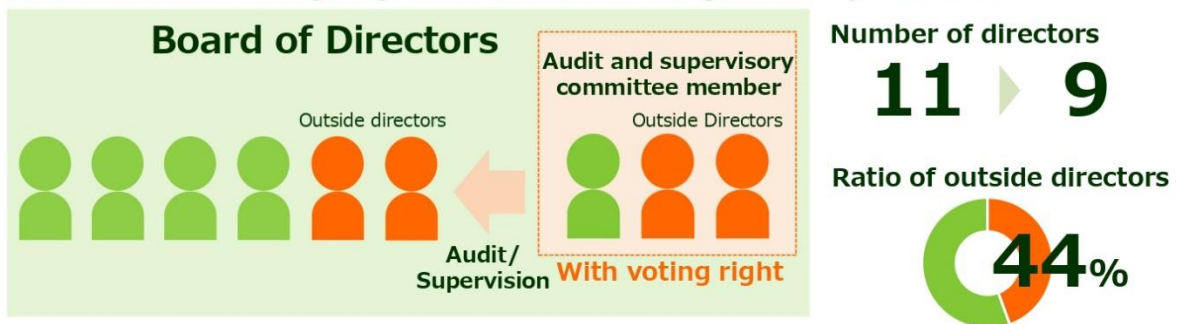 Board of Directors
Outside directors
Audit and supervisory
committee member
Outside Directors
Audit/
Supervision
With voting right
Number of directors
11 9
Ratio of outside directors
44%